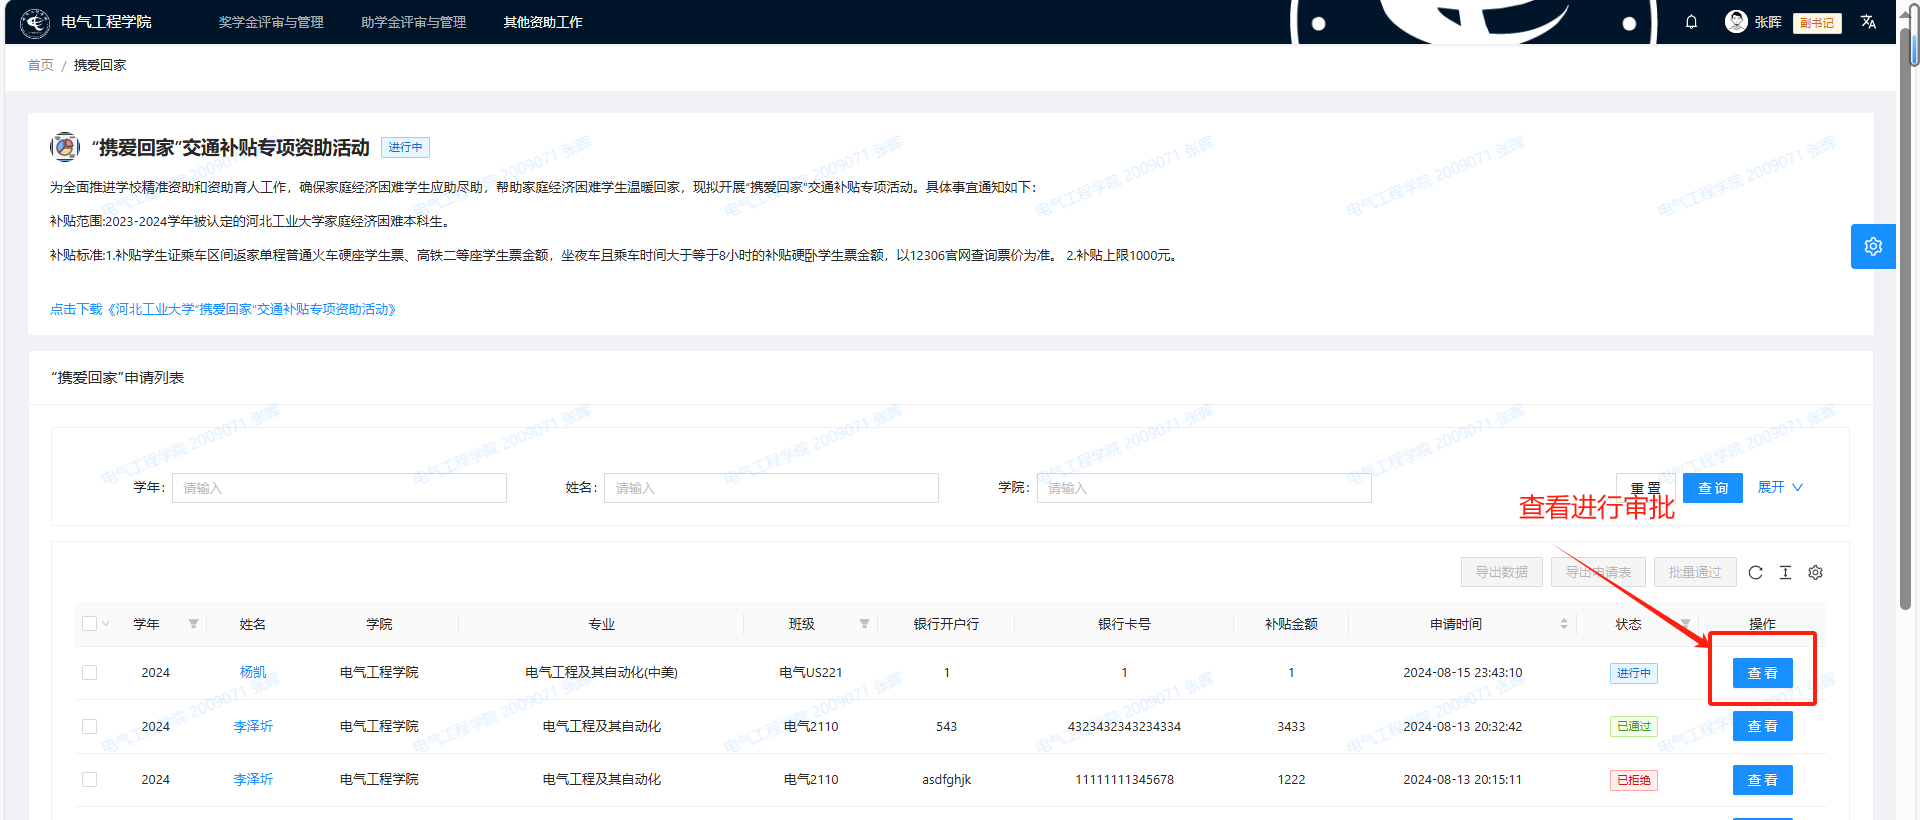 电气工程学院 奖学金评审与管理 助学金评审与管理 其他资助工作 张晖 副书记
首页 / 携爱回家
“携爱回家”交通补贴专项资助活动 进行中
为全面推进学校精准资助和资助育人工作，确保家庭经济困难学生应助尽助，帮助家庭经济困难学生温暖回家，现拟开展“携爱回家”交通补贴专项活动。具体事宜通知如下：
补贴范围:2023-2024学年被认定的河北工业大学家庭经济困难本科生。
补贴标准:1.补贴学生证乘车区间返家单程普通火车硬座学生票、高铁二等座学生票金额，坐夜车且乘车时间大于等于8小时的补贴硬卧学生票金额，以12306官网查询票价为准。 2.补贴上限1000元。
点击下载《河北工业大学“携爱回家”交通补贴专项资助活动》
“携爱回家”申请列表
学年： 请输入 姓名： 请输入 学院： 请输入 重置 查询 展开
查看进行审批
导出数据 导出申请表 批量通过
学年 姓名 学院 专业 班级 银行开户行 银行卡号 补贴金额 申请时间 状态 操作
2024 杨凯 电气工程学院 电气工程及其自动化(中美) 电气US221 1 1 1 2024-08-15 23:43:10 进行中 查看
2024 李泽圻 电气工程学院 电气工程及其自动化 电气2110 543 4323432343234334 3433 2024-08-13 20:32:42 已通过 查看
2024 李泽圻 电气工程学院 电气工程及其自动化 电气2110 asdfghjk 11111111345678 1222 2024-08-13 20:15:11 已拒绝 查看
电气工程学院 2009071 张晖